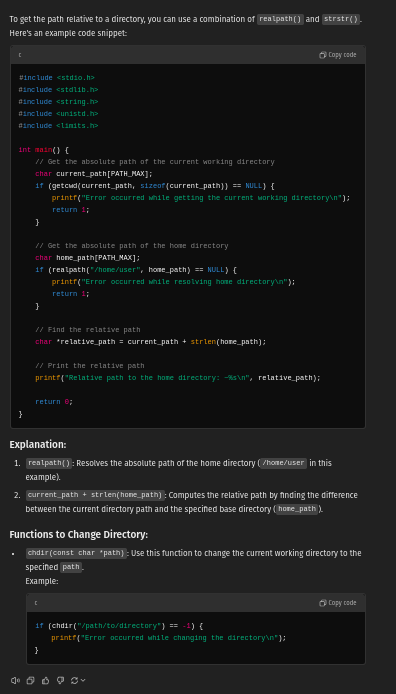 To get the path relative to a directory, you can use a combination of realpath() and strstr().
Here's an example code snippet:
c
Copy code
#include <stdio.h>
#include <stdlib.h>
#include <string.h>
#include <unistd.h>
#include <limits.h>
int main() {
// Get the absolute path of the current working directory
char current_path[PATH_MAX];
if (getcwd(current_path, sizeof(current_path)) == NULL) {
printf("Error occurred while getting the current working directory\n");
return 1;
}
// Get the absolute path of the home directory
char home_path[PATH_MAX];
if (realpath("/home/user", home_path) == NULL) {
printf("Error occurred while resolving home directory\n");
return 1;
}
// Find the relative path
char *relative_path = current_path + strlen(home_path);
// Print the relative path
printf("Relative path to the home directory: ~%s\n", relative_path);
return 0;
}
Explanation:
1. realpath(): Resolves the absolute path of the home directory (/home/user in this
example).
2. current_path + strlen(home_path): Computes the relative path by finding the difference
between the current directory path and the specified base directory (home_path).
Functions to Change Directory:
• chdir(const char *path): Use this function to change the current working directory to the
specified path.
Example:
c
Copy code
if (chdir("/path/to/directory") == -1) {
printf("Error occurred while changing the directory\n");
}